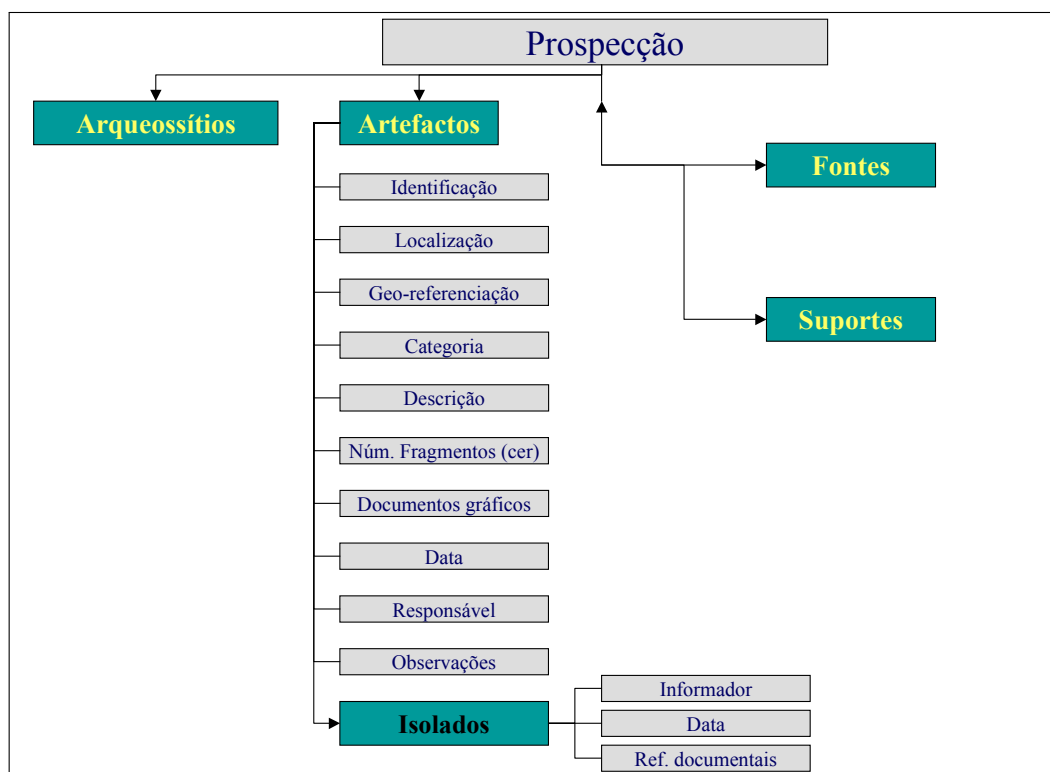 Prospecção
Arqueossítios
Artefactos
Fontes
Identificação
Localização
Geo-referenciação
Suportes
Categoria
Descrição
Núm. Fragmentos (cer)
Documentos gráficos
Data
Responsável
Observações
Isolados
Informador
Data
Ref. documentais